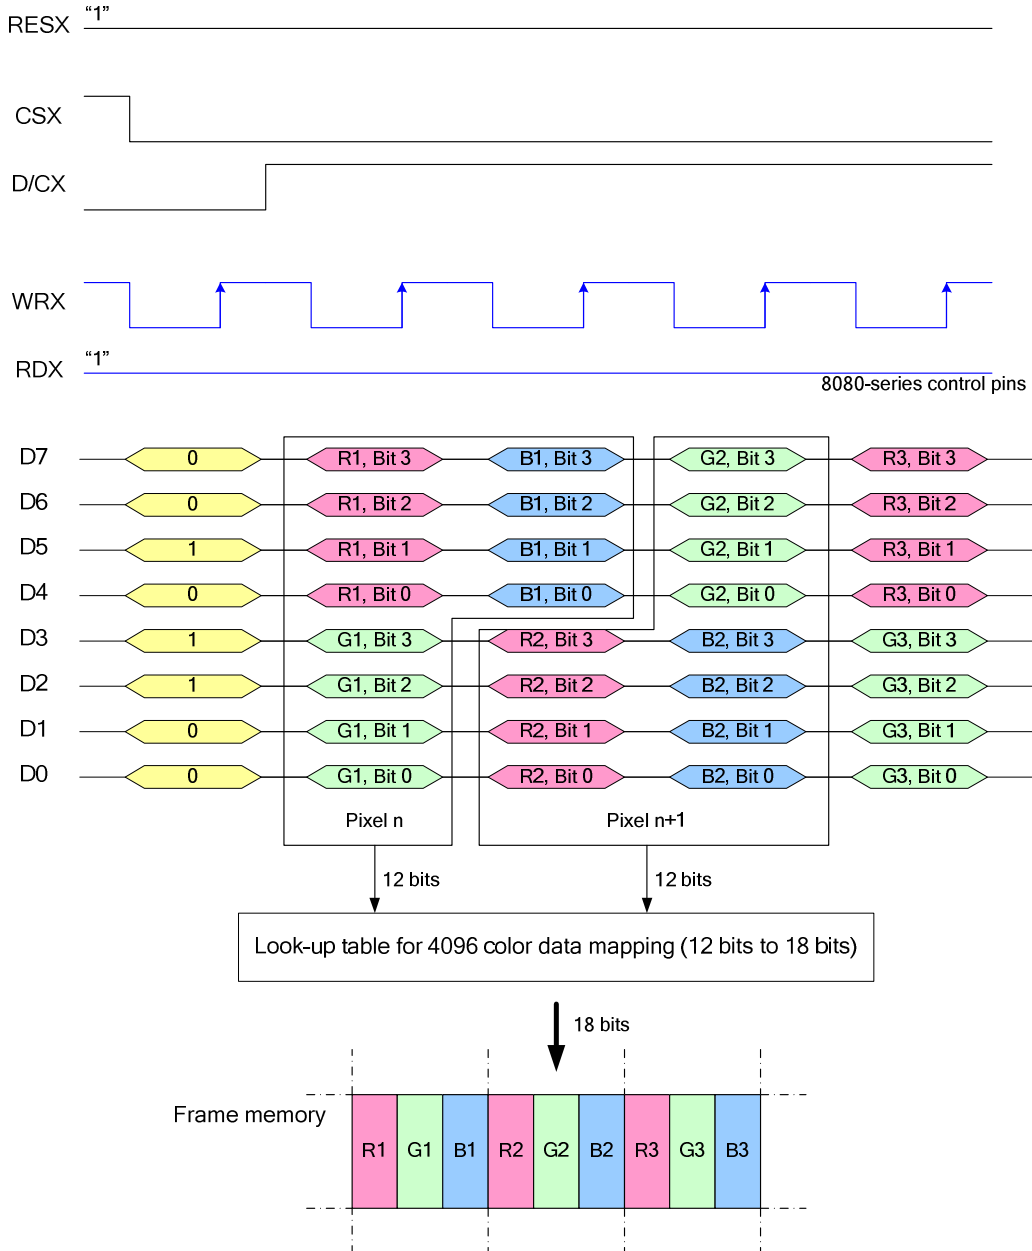 RESX "1"
CSX
D/CX
WRX
RDX "1"
8080-series control pins
D7 0 R1, Bit 3 B1, Bit 3 G2, Bit 3 R3, Bit 3
D6 0 R1, Bit 2 B1, Bit 2 G2, Bit 2 R3, Bit 2
D5 1 R1, Bit 1 B1, Bit 1 G2, Bit 1 R3, Bit 1
D4 0 R1, Bit 0 B1, Bit 0 G2, Bit 0 R3, Bit 0
D3 1 G1, Bit 3 R2, Bit 3 B2, Bit 3 G3, Bit 3
D2 1 G1, Bit 2 R2, Bit 2 B2, Bit 2 G3, Bit 2
D1 0 G1, Bit 1 R2, Bit 1 B2, Bit 1 G3, Bit 1
D0 0 G1, Bit 0 R2, Bit 0 B2, Bit 0 G3, Bit 0
Pixel n Pixel n+1
12 bits 12 bits
Look-up table for 4096 color data mapping (12 bits to 18 bits)
18 bits
Frame memory
R1 G1 B1 R2 G2 B2 R3 G3 B3